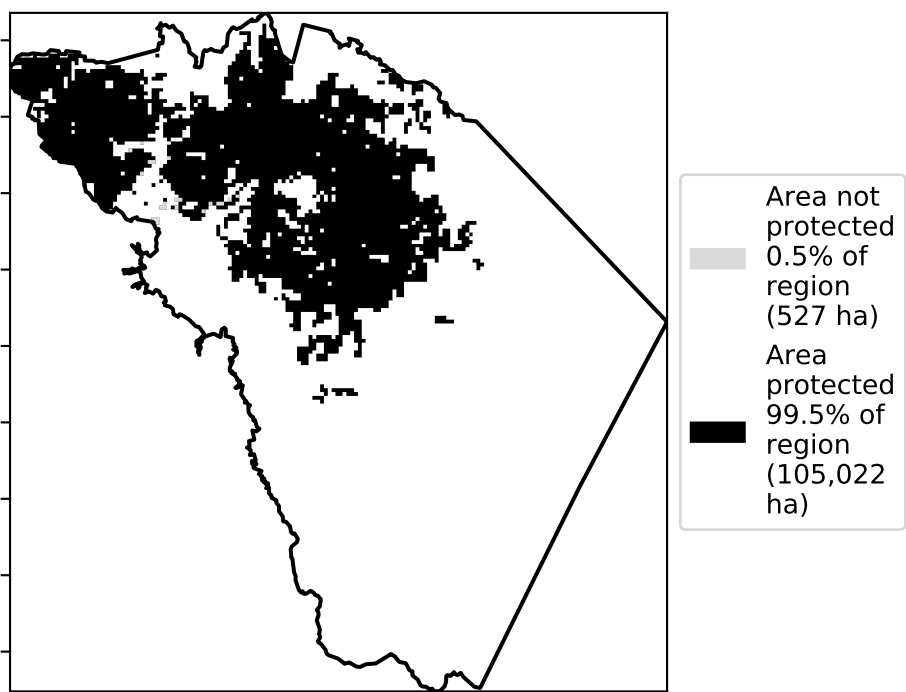 Area not
protected
0.5% of
region
(527 ha)
Area
protected
99.5% of
region
(105,022
ha)